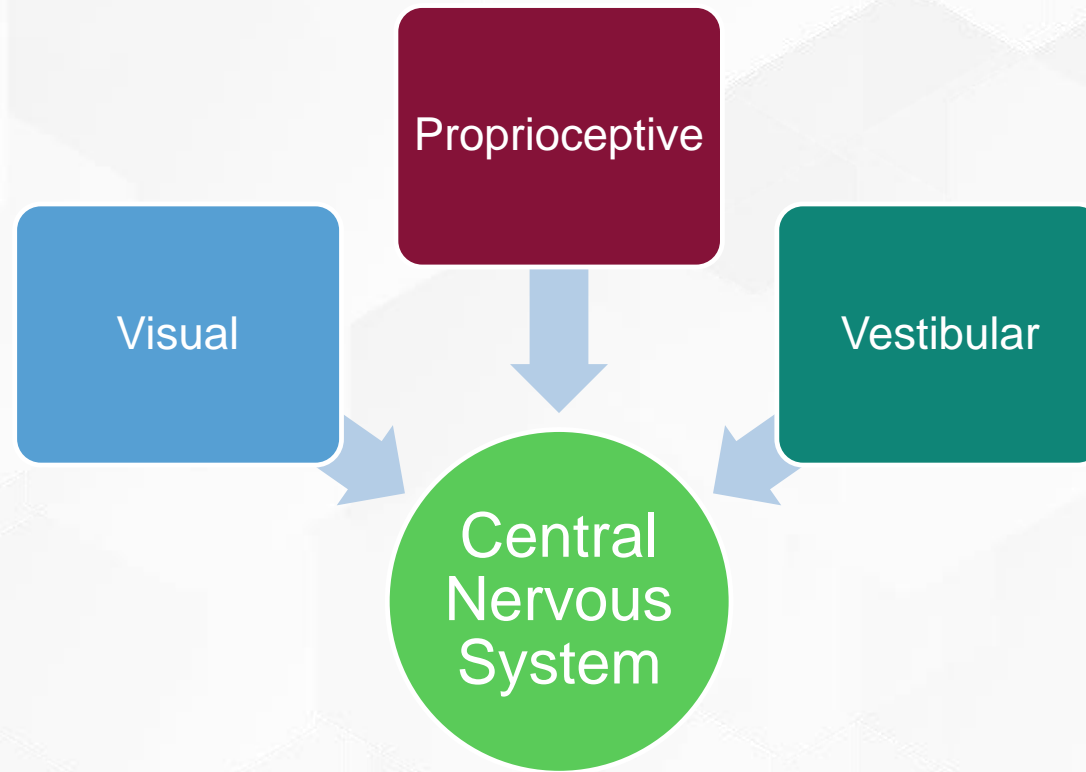 Proprioceptive
Visual
Vestibular
Central
Nervous
System